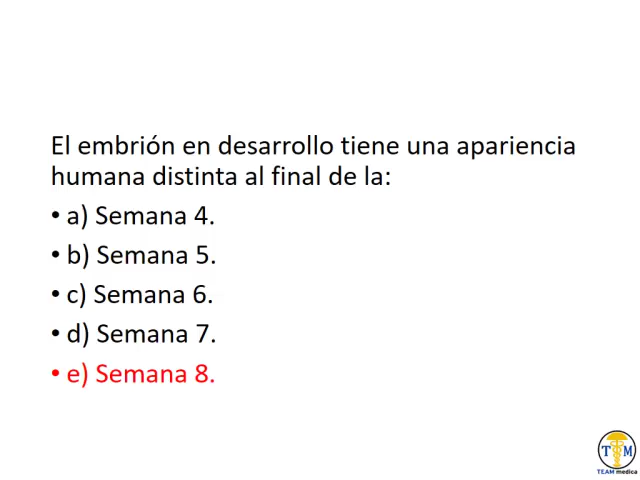 El embrión en desarrollo tiene una apariencia
humana distinta al final de la:
• a) Semana 4.
• b) Semana 5.
• c) Semana 6.
• d) Semana 7.
• e) Semana 8.
T M
TEAM medica